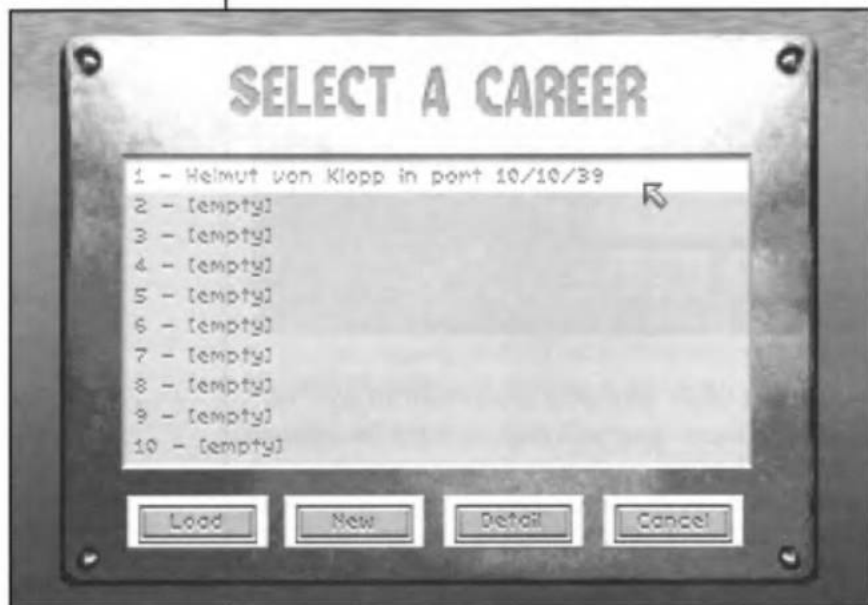 SELECT A CAREER
1 - Helmut von Klopp in port 10/10/39
2 - [empty]
3 - [empty]
4 - [empty]
5 - [empty]
6 - [empty]
7 - [empty]
8 - [empty]
9 - [empty]
10 - [empty]
Load New Detail Cancel